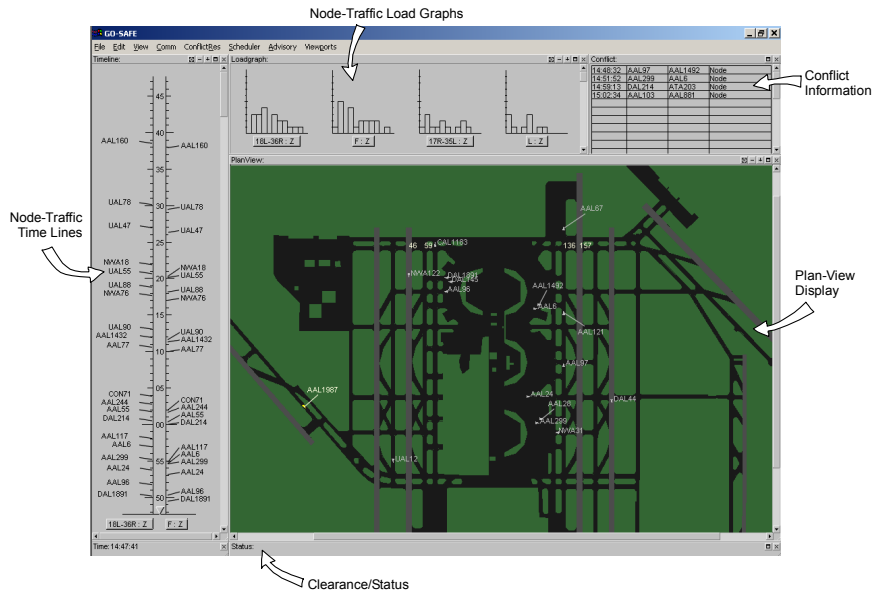 Node-Traffic Load Graphs
GO-SAFE
File Edit View Comm ConflictRes Scheduler Advisory Viewports
Timeline:
Loadgraph:
Conflict:
14:48:32 AAL97 AAL1492 Node
14:51:52 AAL299 AAL6 Node
14:59:13 DAL214 ATA203 Node
15:02:34 AAL103 AAL881 Node
Conflict
Information
18L-36R : Z
F : Z
17R-35L : Z
L : Z
PlanView:
45
40
AAL160 AAL160
35
UAL78 30 UAL78
UAL47 UAL47
25
NWA18 NWA18
UAL55 20 UAL55
UAL88 UAL88
NWA76 NWA76
15
UAL90 UAL90
AAL1432 AAL1432
AAL77 10 AAL77
05
CON71 CON71
AAL244 AAL244
AAL55 AAL55
DAL214 00 DAL214
AAL117 AAL117
AAL6 AAL6
AAL299 55 AAL299
AAL24 AAL24
AAL96 AAL96
DAL1891 50 DAL1891
18L-36R : Z
F : Z
Time:14:47:41
Node-Traffic
Time Lines
AAL67
46 59 CAL1183
136 157
NWA122
DAL1891
DAL145
AAL96
AAL1492
AAL6
AAL121
AAL97
AAL1987
AAL24
DAL44
AAL28
AAL299
NWA31
UAL12
Plan-View
Display
Status:
Clearance/Status